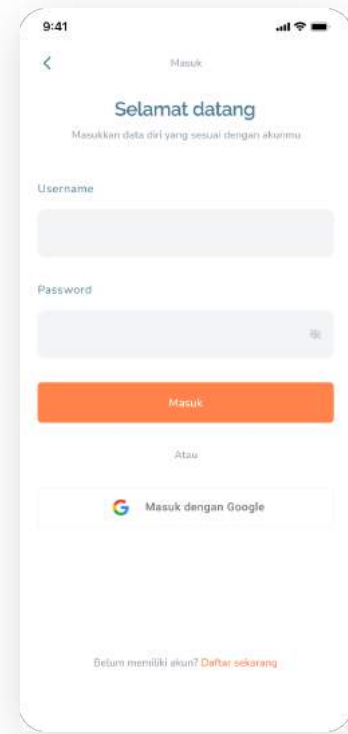 9:41
Masuk
Selamat datang
Masukkan data diri yang sesuai dengan akunmu
Username
Password
Masuk
Atau
Masuk dengan Google
Belum memiliki akun? Daftar sekarang